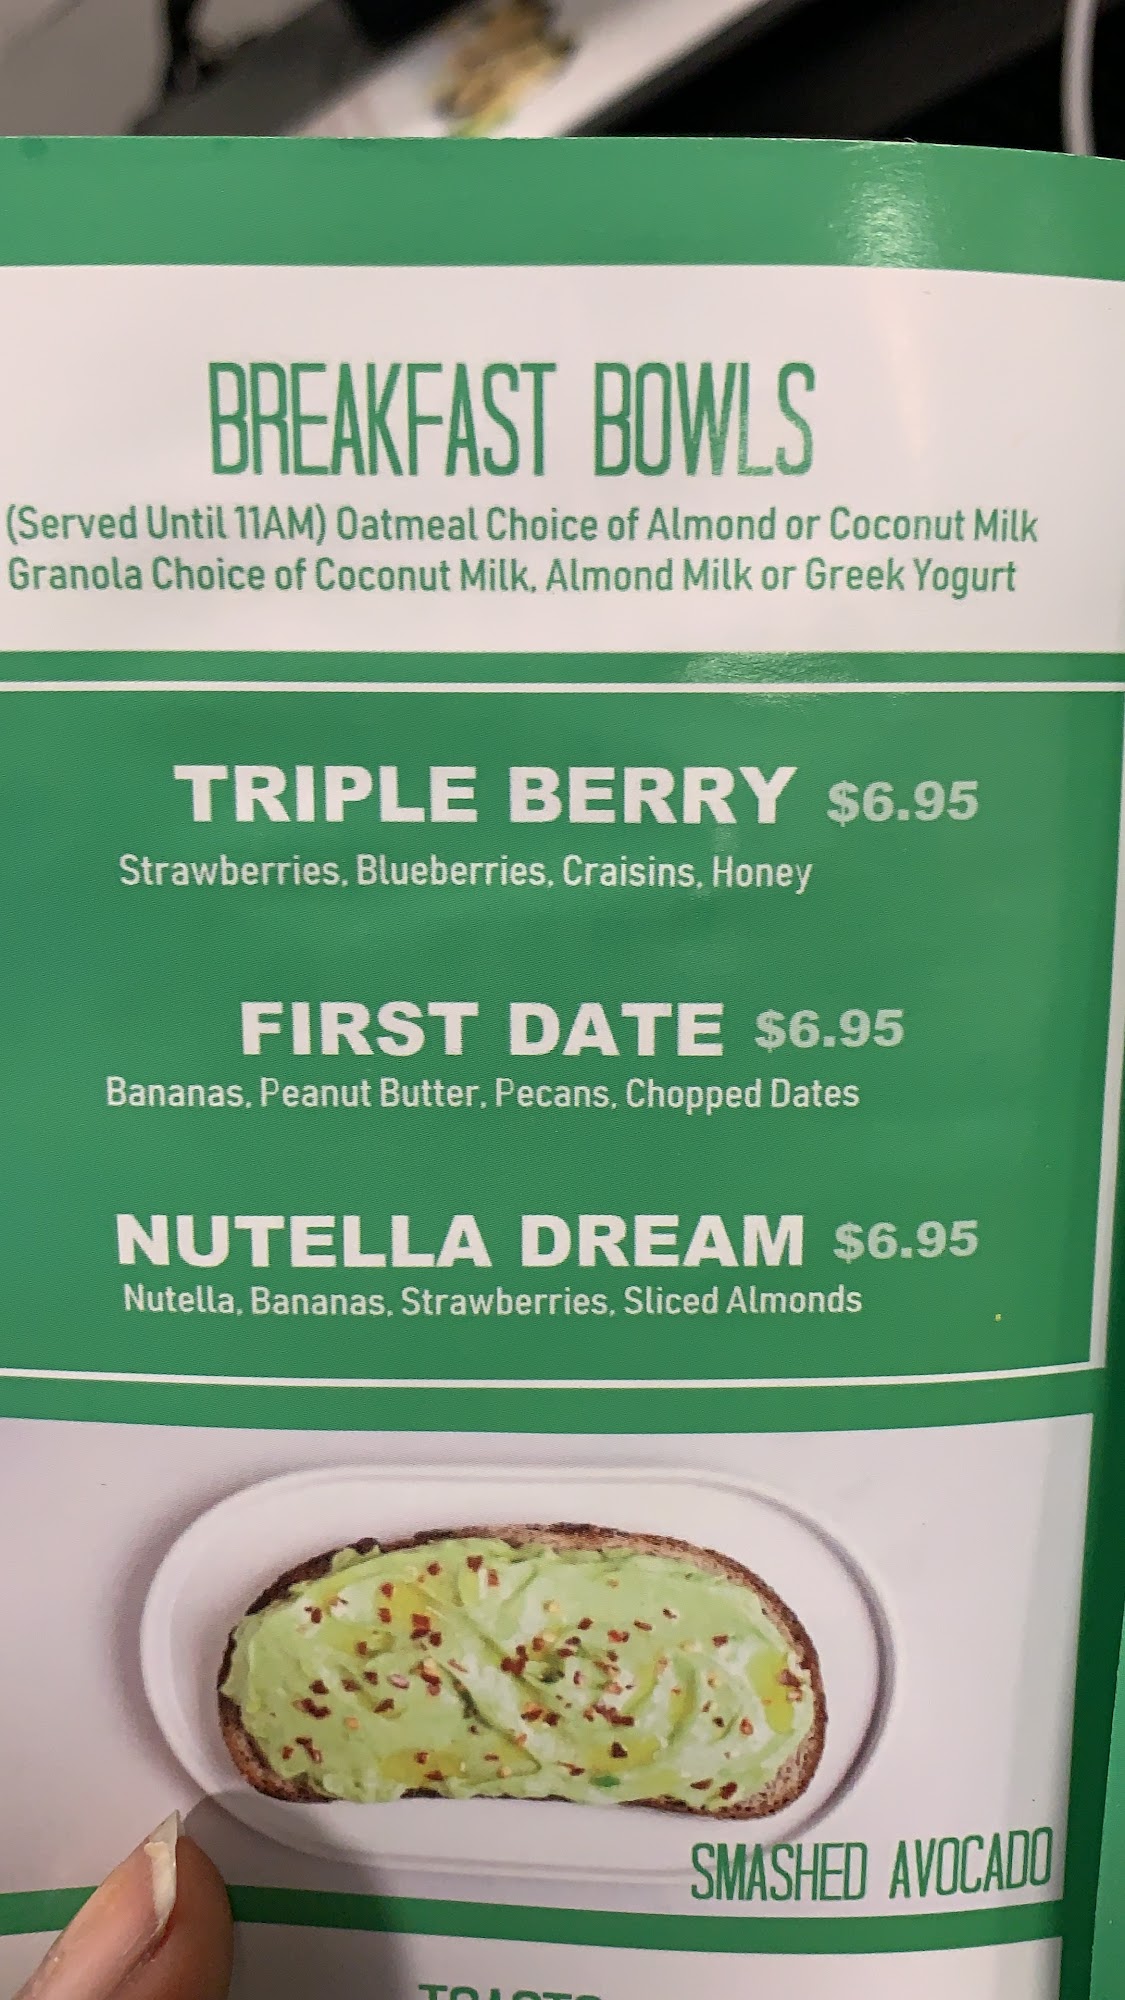 BREAKFAST BOWLS
(Served Until 11AM) Oatmeal Choice of Almond or Coconut Milk
Granola Choice of Coconut Milk, Almond Milk or Greek Yogurt
TRIPLE BERRY $6.95
Strawberries, Blueberries, Craisins, Honey
FIRST DATE $6.95
Bananas, Peanut Butter, Pecans, Chopped Dates
NUTELLA DREAM $6.95
Nutella, Bananas, Strawberries, Sliced Almonds
SMASHED AVOCADO